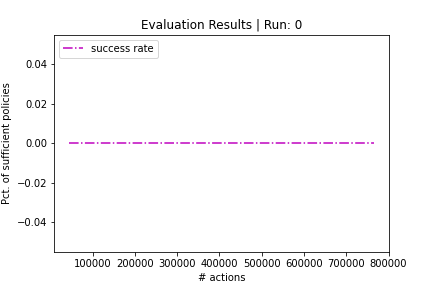 Evaluation Results | Run: 0
success rate
Pct. of sufficient policies
0.04
0.02
0.00
−0.02
−0.04
100000 200000 300000 400000 500000 600000 700000 800000
# actions